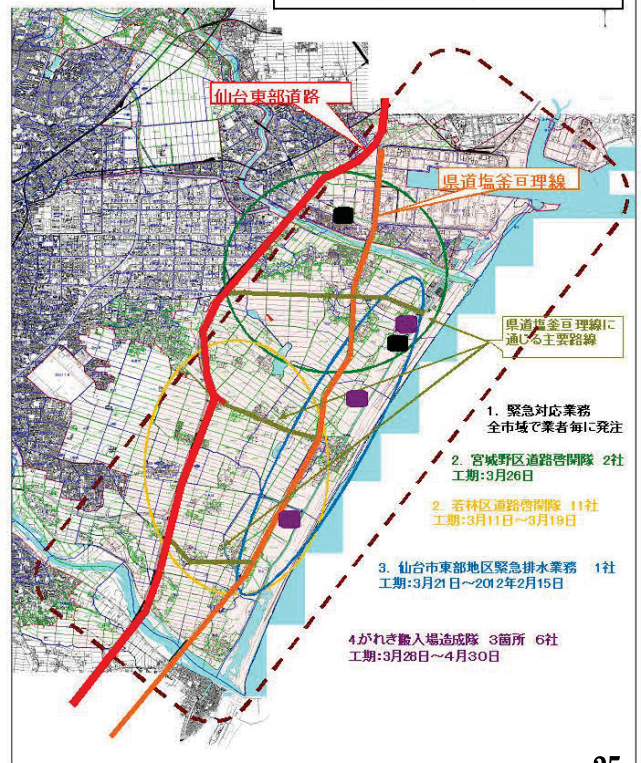 仙台東部道路
県道塩釜亘理線
県道塩釜亘理線に
通じる主要路線
1. 緊急対応業務
全市域で業者毎に発注
2. 宮城野区道路啓開隊 2社
工期:3月26日
2. 若林区道路啓開隊 11社
工期:3月11日～3月19日
3. 仙台市東部地区緊急排水業務 1社
工期:3月21日～2012年2月15日
4.がれき搬入場造成隊 3箇所 6社
工期:3月28日～4月30日